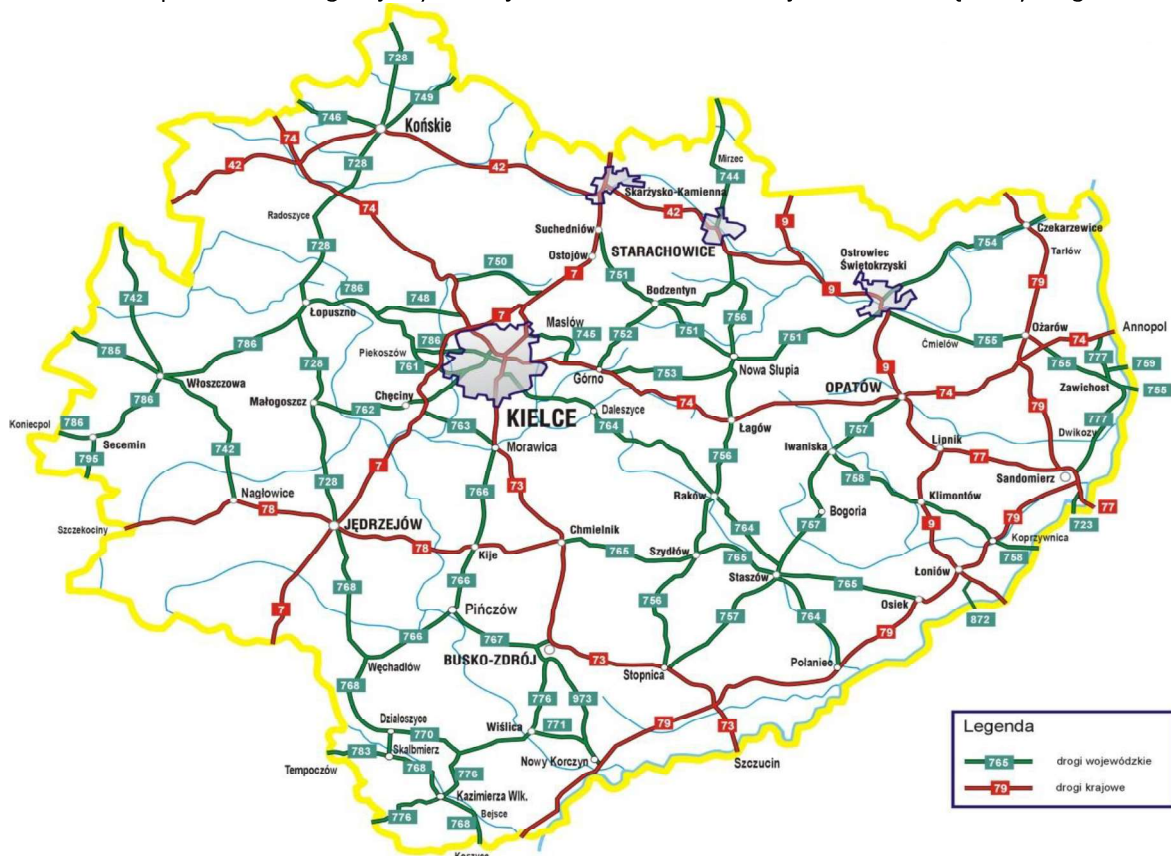 728
749
746
Końskie
74
42
728
42
Mirzec
744
Skarżysko-Kamienna
42
9
74
Radoszyce
Suchedniów
STARACHOWICE
754
Czekarzewice
Tarłów
Ostrowiec
Świętokrzyski
728
Ostojów
750
7
751
Bodzentyn
742
786
748
9
79
Łopuszno
7
Masłów
756
Annopol
785
786
786
745
752
751
751
Ożarów
74
Piekoszów
761
Ćmielów
755
777
759
Włoszczowa
728
Górno
753
Nowa Słupia
9
755
755
786
Małogoszcz
Chęciny
OPATÓW
74
Zawichost
762
KIELCE
Daleszyce
74
79
777
Koniecpol
786
Secemin
763
764
Łagów
Dwikozy
795
742
Morawica
756
Iwaniska
757
Lipnik
77
7
758
Sandomierz
728
766
73
Raków
Klimontów
Nagłowice
78
Bogoria
77
Szczekociny
JĘDRZEJÓW
764
757
9
79
723
Chmielnik
Koprzywnica
78
Kije
765
Szydłów
765
758
Staszów
765
Łoniów
768
766
7
756
Osiek
Pińczów
757
764
79
872
766
767
BUSKO-ZDRÓJ
Węchadłów
73
Stopnica
Połaniec
768
776
973
79
73
Działoszyce
770
Wiślica
771
783
Skalbmierz
Szczucin
Tempoczów
768
776
Nowy Korczyn
Kazimierza Wlk.
776
Bejsce
768
Legenda
765 drogi wojewódzkie
79 drogi krajowe